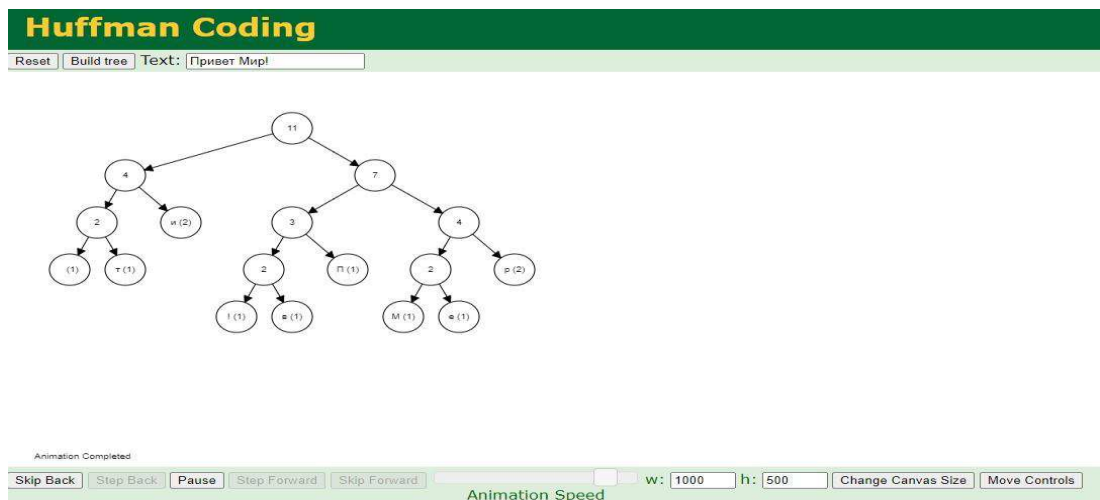 Huffman Coding
Reset Build tree Text: Привет Мир!
11
4 7
2 и (2) 3 4
(1) т (1) 2 П (1) 2 р (2)
! (1) в (1) М (1) е (1)
Animation Completed
Skip Back Step Back Pause Step Forward Skip Forward w: 1000 h: 500 Change Canvas Size Move Controls
Animation Speed